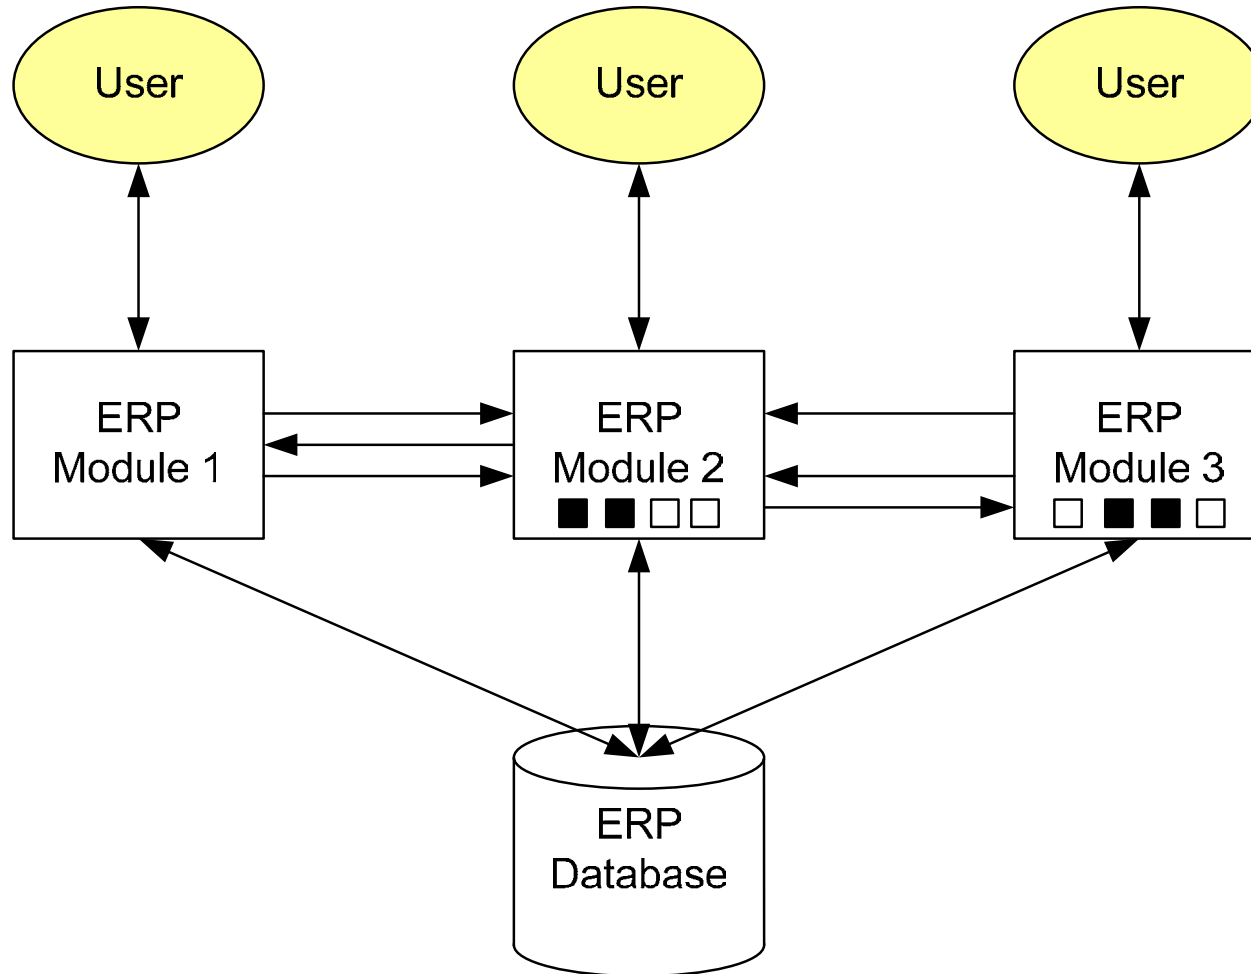 User
User
User
ERP
Module 1
ERP
Module 2
ERP
Module 3
ERP
Database